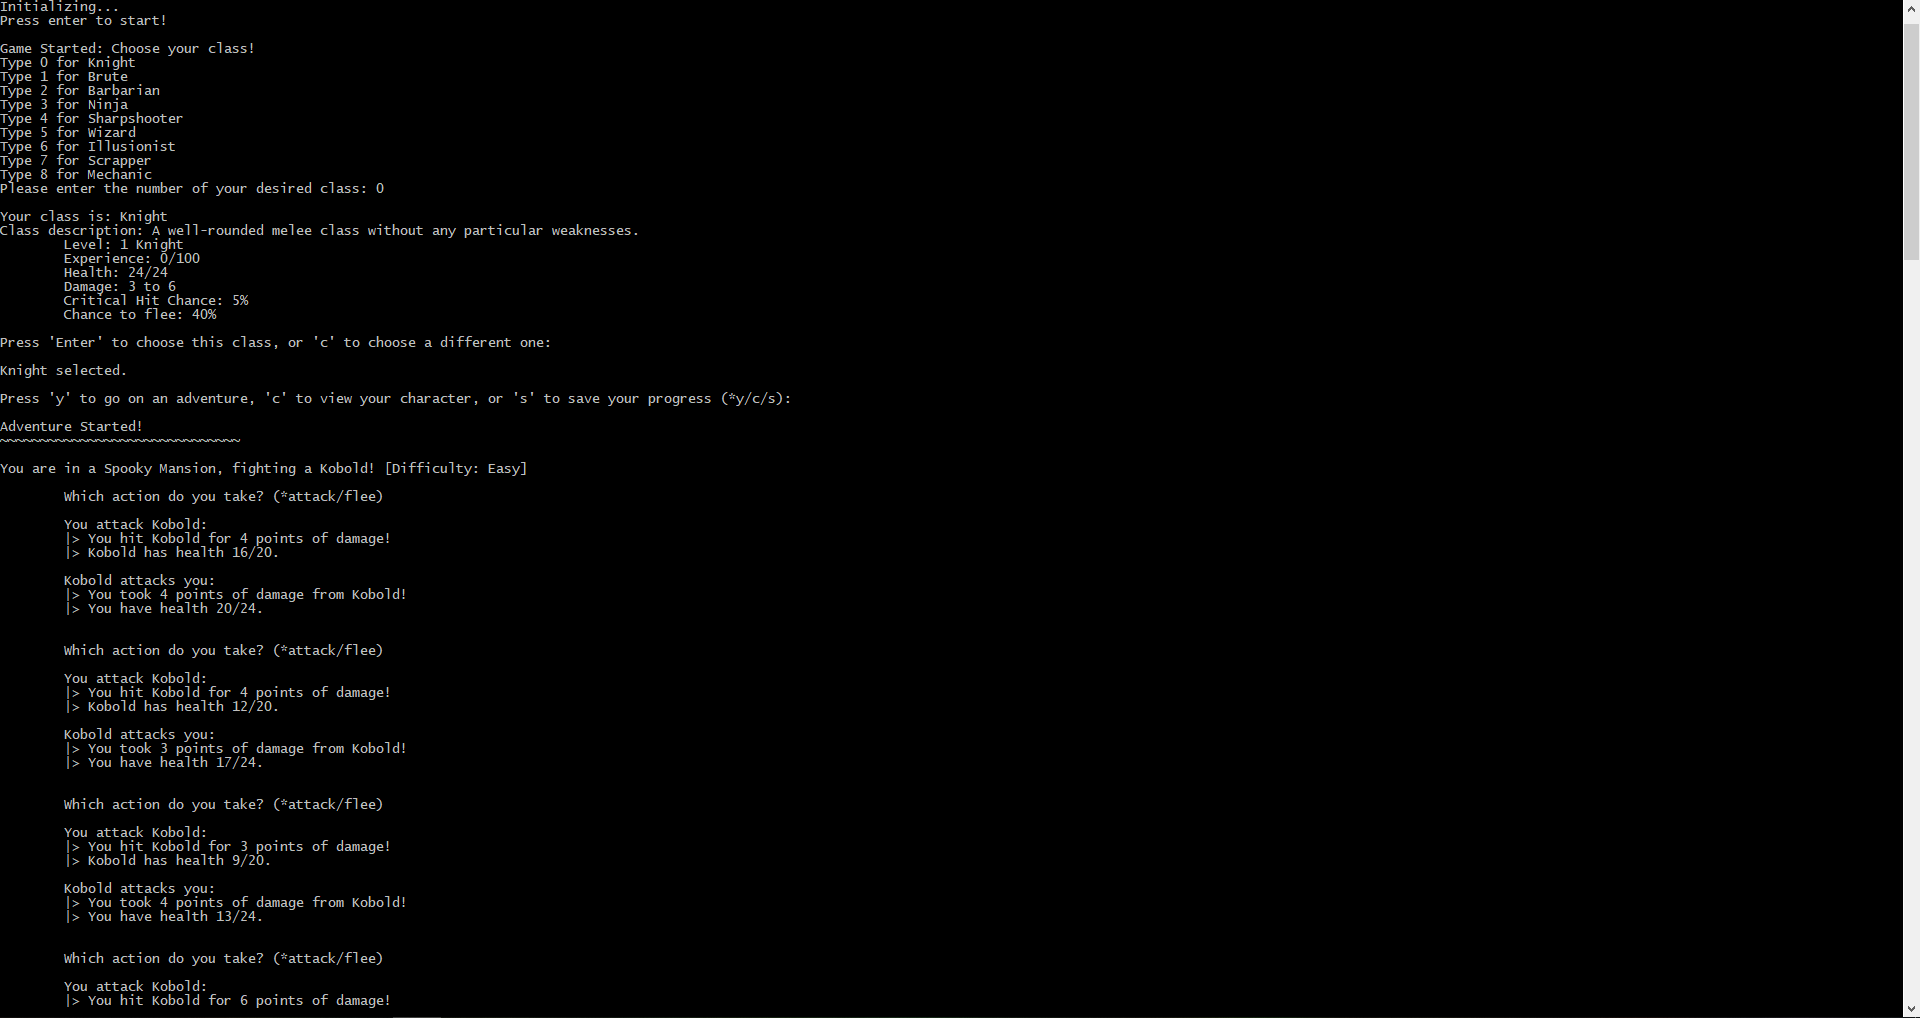 Initializing...
Press enter to start!
Game Started: Choose your class!
Type 0 for Knight
Type 1 for Brute
Type 2 for Barbarian
Type 3 for Ninja
Type 4 for Sharpshooter
Type 5 for Wizard
Type 6 for Illusionist
Type 7 for Scrapper
Type 8 for Mechanic
Please enter the number of your desired class: 0
Your class is: Knight
Class description: A well-rounded melee class without any particular weaknesses.
Level: 1 Knight
Experience: 0/100
Health: 24/24
Damage: 3 to 6
Critical Hit Chance: 5%
Chance to flee: 40%
Press 'Enter' to choose this class, or 'c' to choose a different one:
Knight selected.
Press 'y' to go on an adventure, 'c' to view your character, or 's' to save your progress (*y/c/s):
Adventure Started!
~~~~~~~~~~~~~~~~~~~~~~~~~~~~~~
You are in a Spooky Mansion, fighting a Kobold! [Difficulty: Easy]
Which action do you take? (*attack/flee)
You attack Kobold:
|> You hit Kobold for 4 points of damage!
|> Kobold has health 16/20.
Kobold attacks you:
|> You took 4 points of damage from Kobold!
|> You have health 20/24.
Which action do you take? (*attack/flee)
You attack Kobold:
|> You hit Kobold for 4 points of damage!
|> Kobold has health 12/20.
Kobold attacks you:
|> You took 3 points of damage from Kobold!
|> You have health 17/24.
Which action do you take? (*attack/flee)
You attack Kobold:
|> You hit Kobold for 3 points of damage!
|> Kobold has health 9/20.
Kobold attacks you:
|> You took 4 points of damage from Kobold!
|> You have health 13/24.
Which action do you take? (*attack/flee)
You attack Kobold:
|> You hit Kobold for 6 points of damage!